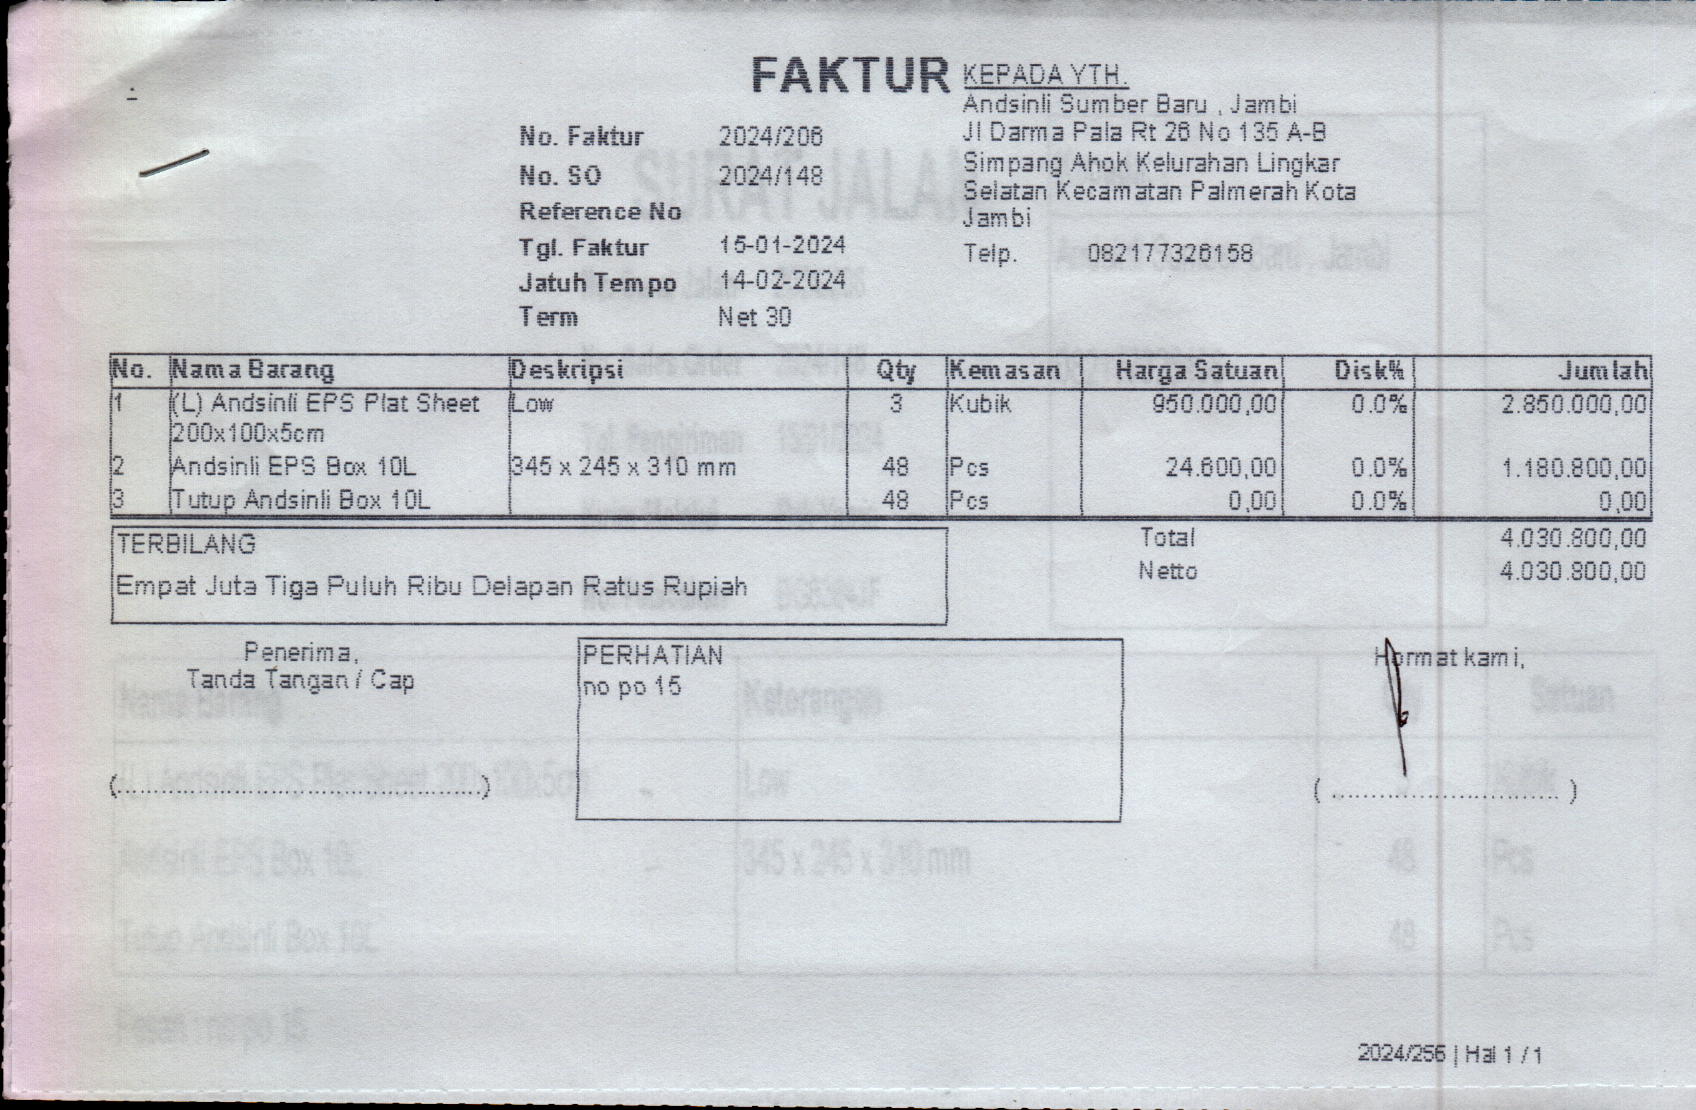 FAKTUR
No. Faktur 2024/206
No. SO 2024/148
Reference No
Tgl. Faktur 15-01-2024
Jatuh Tempo 14-02-2024
Term Net 30
KEPADA YTH.
Andsinli Sumber Baru , Jambi
Jl Darma Pala Rt 26 No 135 A-B
Simpang Ahok Kelurahan Lingkar
Selatan Kecamatan Palmerah Kota
Jambi
Telp. 082177326158
No. Nama Barang Deskripsi Qty Kemasan Harga Satuan Disk% Jumlah
1 (L) Andsinli EPS Plat Sheet Low 3 Kubik 950.000,00 0.0% 2.850.000,00
200x100x5cm
2 Andsinli EPS Box 10L 345 x 245 x 310 mm 48 Pcs 24.600,00 0.0% 1.180.800,00
3 Tutup Andsinli Box 10L 48 Pcs 0,00 0.0% 0,00
TERBILANG
Empat Juta Tiga Puluh Ribu Delapan Ratus Rupiah
Total 4.030.800,00
Netto 4.030.800,00
Penerima,
Tanda Tangan / Cap
(..................................................)
PERHATIAN
no po 15
Hormat kami,
( .............................. )
2024/256 | Hal 1 / 1